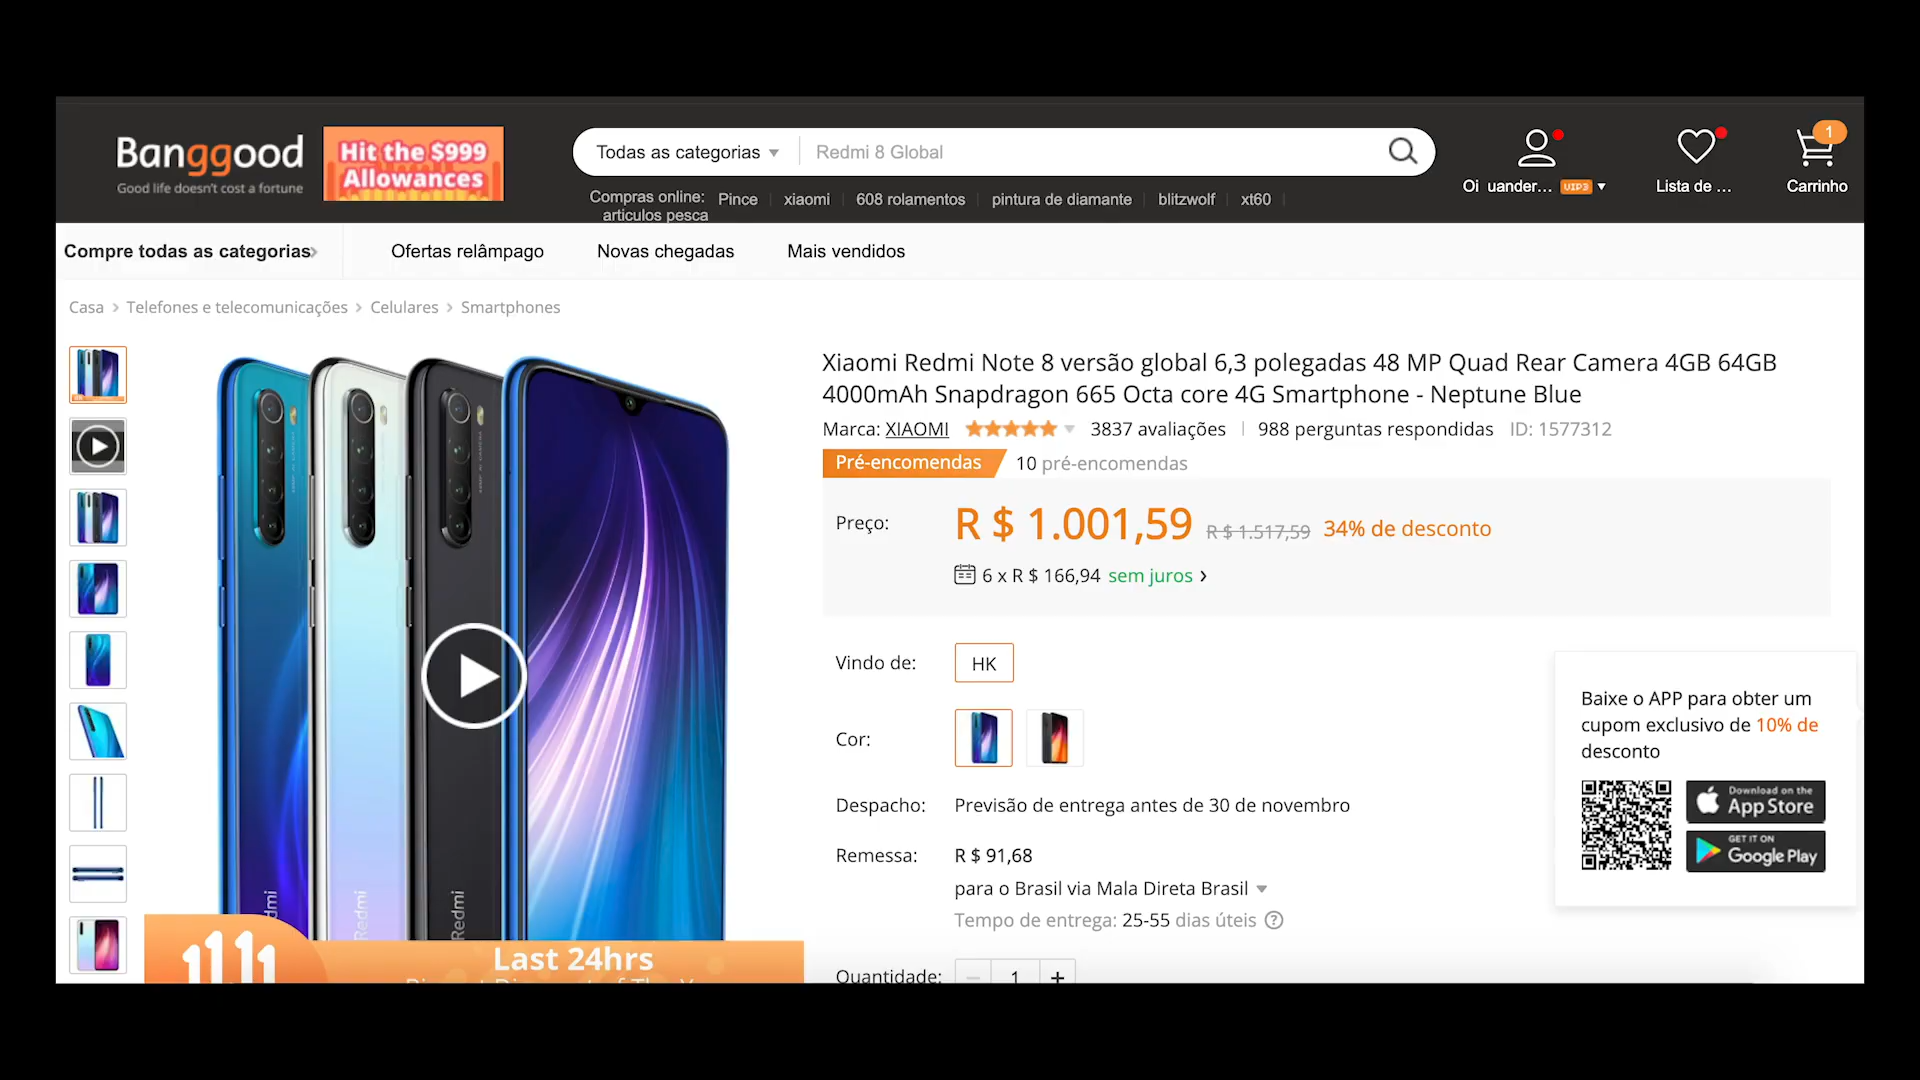 Banggood
Good life doesn't cost a fortune
Hit the $999
Allowances
Todas as categorias
Redmi 8 Global
Compras online: Pince xiaomi 608 rolamentos pintura de diamante blitzwolf xt60
articulos pesca
Oi uander... VIP3
Lista de ...
1
Carrinho
Compre todas as categorias
Ofertas relâmpago
Novas chegadas
Mais vendidos
Casa > Telefones e telecomunicações > Celulares > Smartphones
Xiaomi Redmi Note 8 versão global 6,3 polegadas 48 MP Quad Rear Camera 4GB 64GB
4000mAh Snapdragon 665 Octa core 4G Smartphone - Neptune Blue
Marca: XIAOMI 3837 avaliações 988 perguntas respondidas ID: 1577312
Pré-encomendas 10 pré-encomendas
Preço: R $ 1.001,59 R $ 1.517,59 34% de desconto
6 x R $ 166,94 sem juros >
Vindo de: HK
Cor:
Despacho: Previsão de entrega antes de 30 de novembro
Remessa: R $ 91,68
para o Brasil via Mala Direta Brasil
Tempo de entrega: 25-55 dias úteis ?
Quantidade: - 1 +
Baixe o APP para obter um
cupom exclusivo de 10% de
desconto
Download on the
App Store
GET IT ON
Google Play
Redmi
Redmi
Redmi
11.11
Last 24hrs